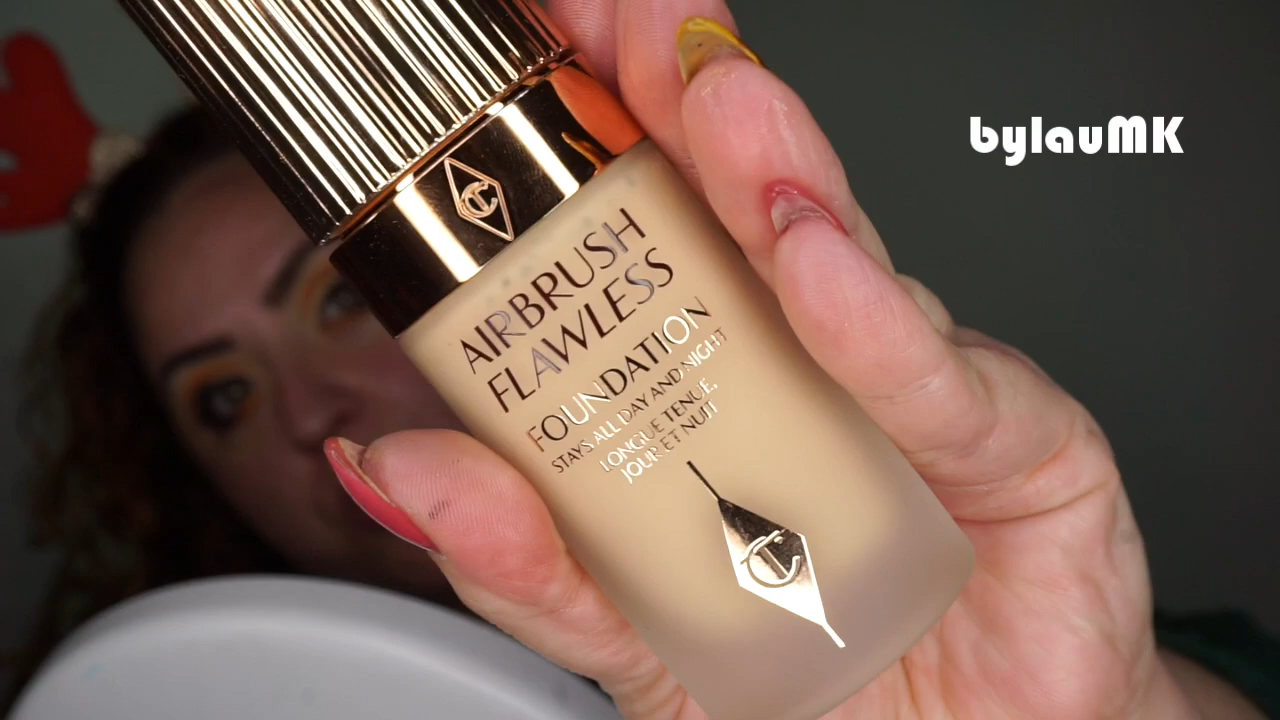 bylauMK
AIRBRUSH
FLAWLESS
FOUNDATION
STAYS ALL DAY AND NIGHT
LONGUE TENUE,
JOUR ET NUIT